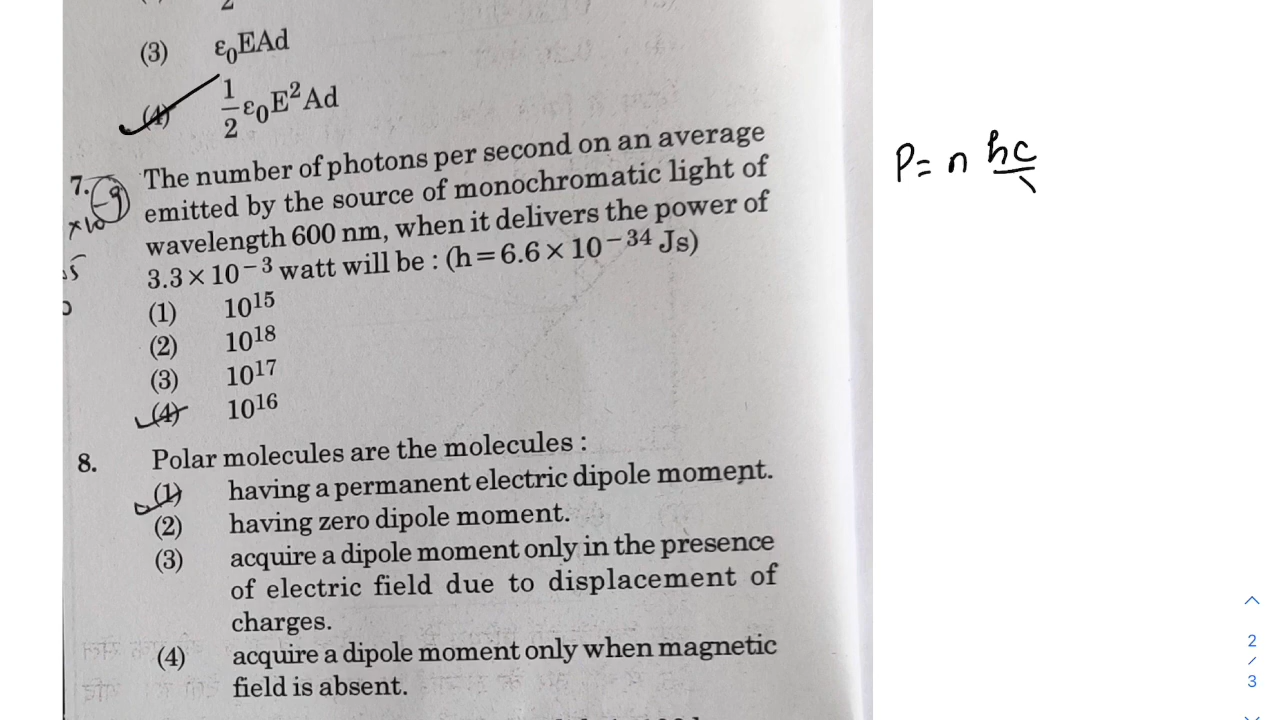 2
(3) ε₀EAd
(4) 1/2 ε₀E²Ad
7. The number of photons per second on an average
emitted by the source of monochromatic light of
wavelength 600 nm, when it delivers the power of
3.3 × 10⁻³ watt will be : (h = 6.6 × 10⁻³⁴ Js)
(1) 10¹⁵
(2) 10¹⁸
(3) 10¹⁷
(4) 10¹⁶
8. Polar molecules are the molecules :
(1) having a permanent electric dipole moment.
(2) having zero dipole moment.
(3) acquire a dipole moment only in the presence
of electric field due to displacement of
charges.
(4) acquire a dipole moment only when magnetic
field is absent.
-9
×10
P = n hc/λ
2
/
3